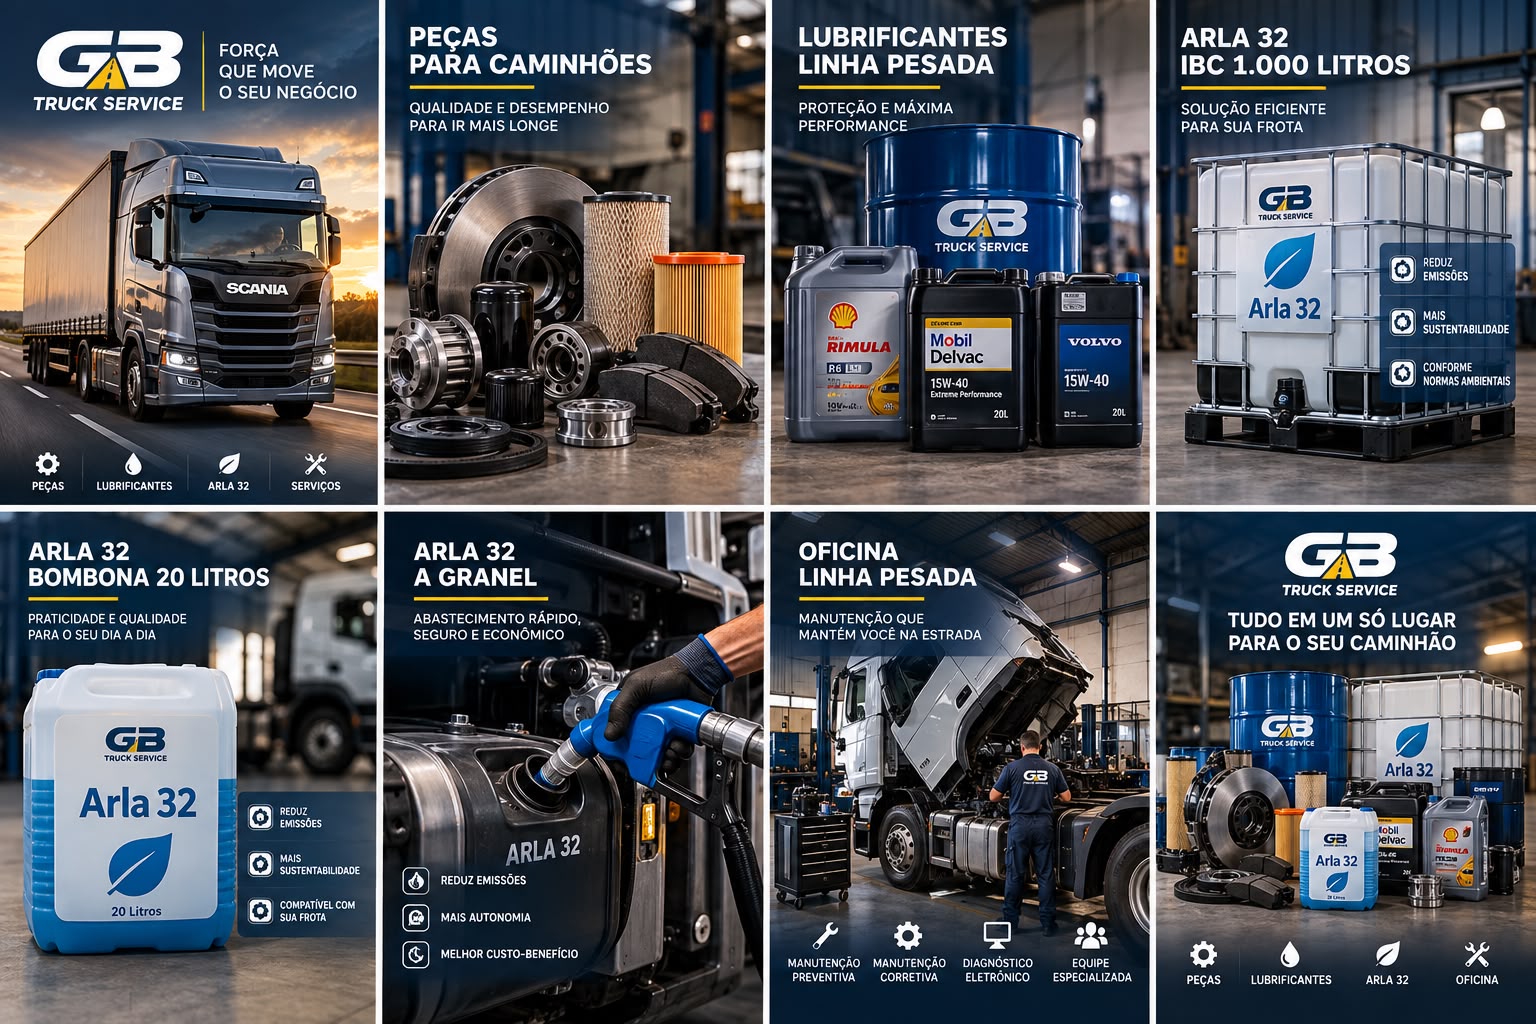 GB
TRUCK SERVICE
FORÇA
QUE MOVE
O SEU NEGÓCIO
SCANIA
PEÇAS
LUBRIFICANTES
ARLA 32
SERVIÇOS
PEÇAS
PARA CAMINHÕES
QUALIDADE E DESEMPENHO
PARA IR MAIS LONGE
LUBRIFICANTES
LINHA PESADA
PROTEÇÃO E MÁXIMA
PERFORMANCE
GB
TRUCK SERVICE
RIMULA
R6
Mobil
Delvac
15W-40
Extreme Performance
20L
VOLVO
15W-40
20L
ARLA 32
IBC 1.000 LITROS
SOLUÇÃO EFICIENTE
PARA SUA FROTA
GB
TRUCK SERVICE
Arla 32
REDUZ
EMISSÕES
MAIS
SUSTENTABILIDADE
CONFORME
NORMAS AMBIENTAIS
ARLA 32
BOMBONA 20 LITROS
PRATICIDADE E QUALIDADE
PARA O SEU DIA A DIA
GB
TRUCK SERVICE
Arla 32
20 Litros
REDUZ
EMISSÕES
MAIS
SUSTENTABILIDADE
COMPATÍVEL COM
SUA FROTA
ARLA 32
A GRANEL
ABASTECIMENTO RÁPIDO,
SEGURO E ECONÔMICO
ARLA 32
REDUZ EMISSÕES
MAIS AUTONOMIA
MELHOR CUSTO-BENEFÍCIO
OFICINA
LINHA PESADA
MANUTENÇÃO QUE
MANTÉM VOCÊ NA ESTRADA
GB
MANUTENÇÃO
PREVENTIVA
MANUTENÇÃO
CORRETIVA
DIAGNÓSTICO
ELETRÔNICO
EQUIPE
ESPECIALIZADA
GB
TRUCK SERVICE
TUDO EM UM SÓ LUGAR
PARA O SEU CAMINHÃO
GB
TRUCK SERVICE
Arla 32
GB
Arla 32
20 Litros
Mobil
Delvac
PEÇAS
LUBRIFICANTES
ARLA 32
OFICINA